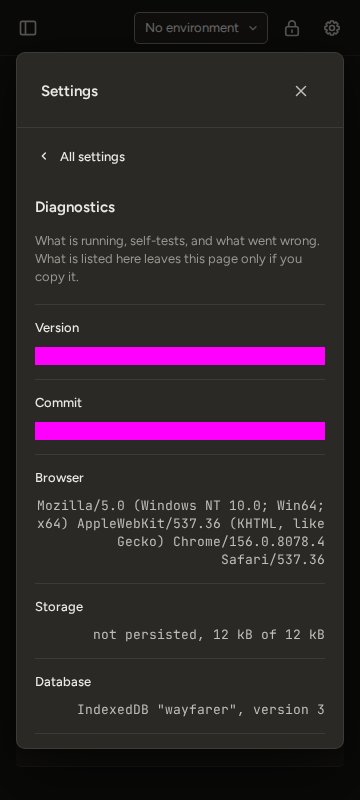 No environment
Settings
All settings
Diagnostics
What is running, self-tests, and what went wrong.
What is listed here leaves this page only if you
copy it.
Version
Commit
Browser
Mozilla/5.0 (Windows NT 10.0; Win64;
x64) AppleWebKit/537.36 (KHTML, like
Gecko) Chrome/156.0.8078.4
Safari/537.36
Storage
not persisted, 12 kB of 12 kB
Database
IndexedDB "wayfarer", version 3